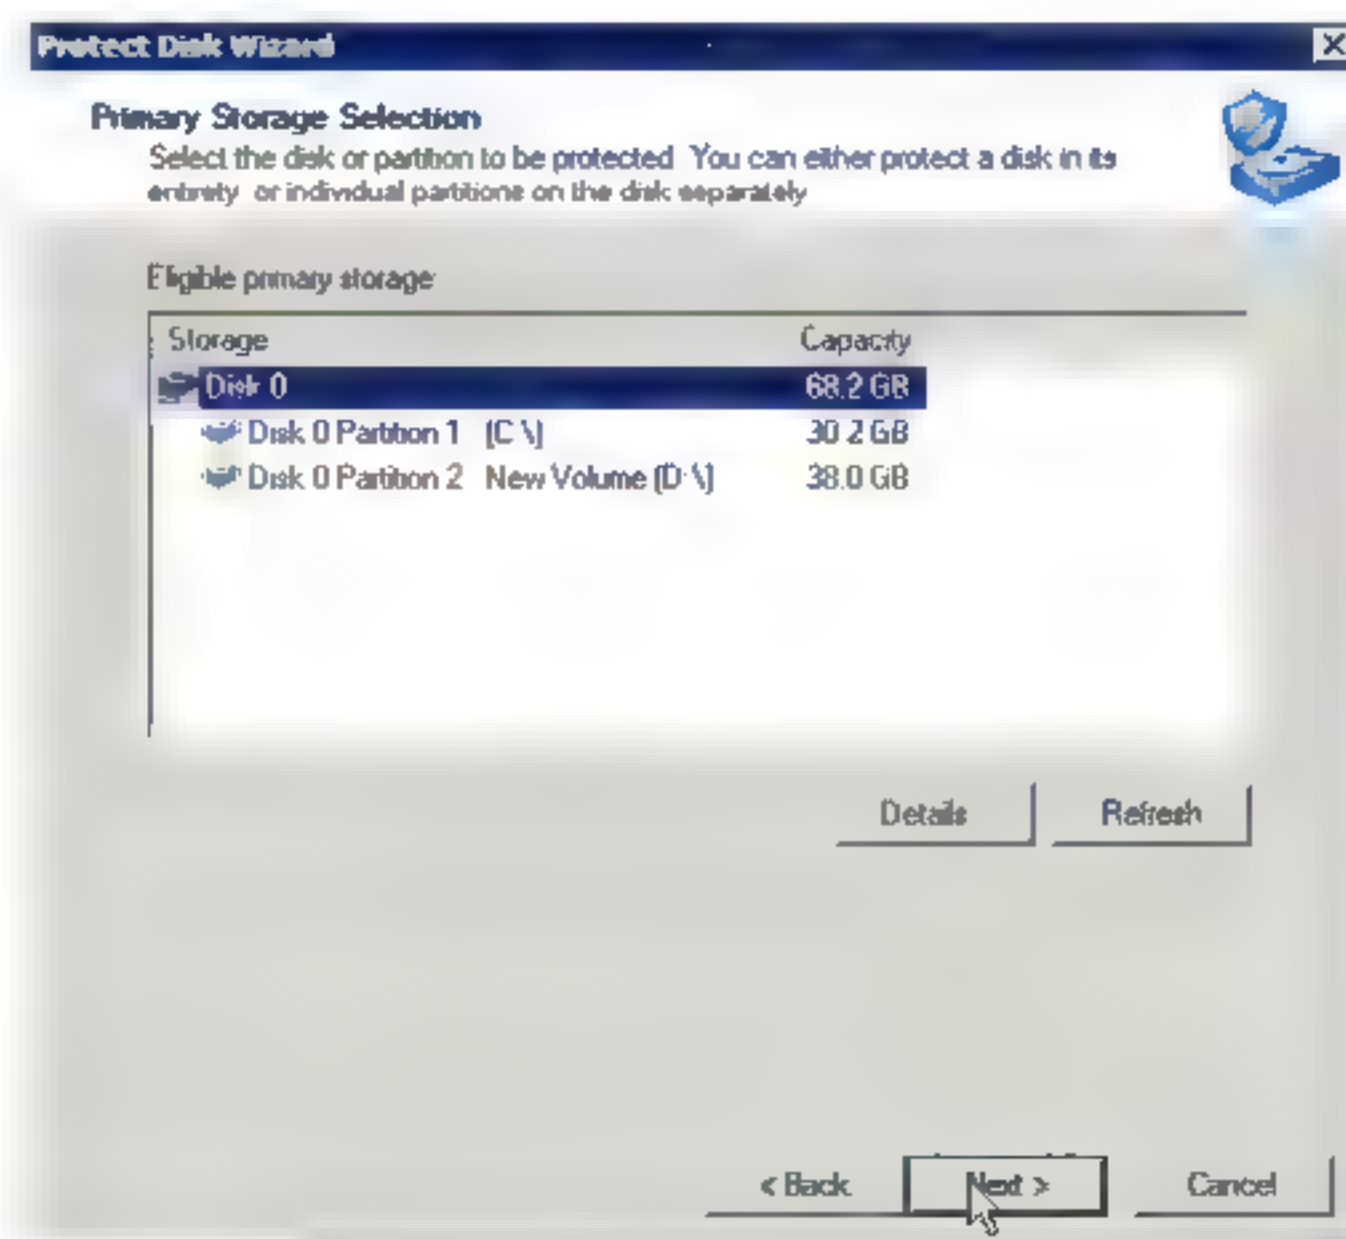 Protect Disk Wizard
Primary Storage Selection
Select the disk or partition to be protected. You can either protect a disk in its
entirety, or individual partitions on the disk separately
Eligible primary storage:
Storage Capacity
Disk 0 68.2 GB
Disk 0 Partition 1 (C:\) 30.2 GB
Disk 0 Partition 2 New Volume (D:\) 38.0 GB
Details Refresh
< Back Next > Cancel